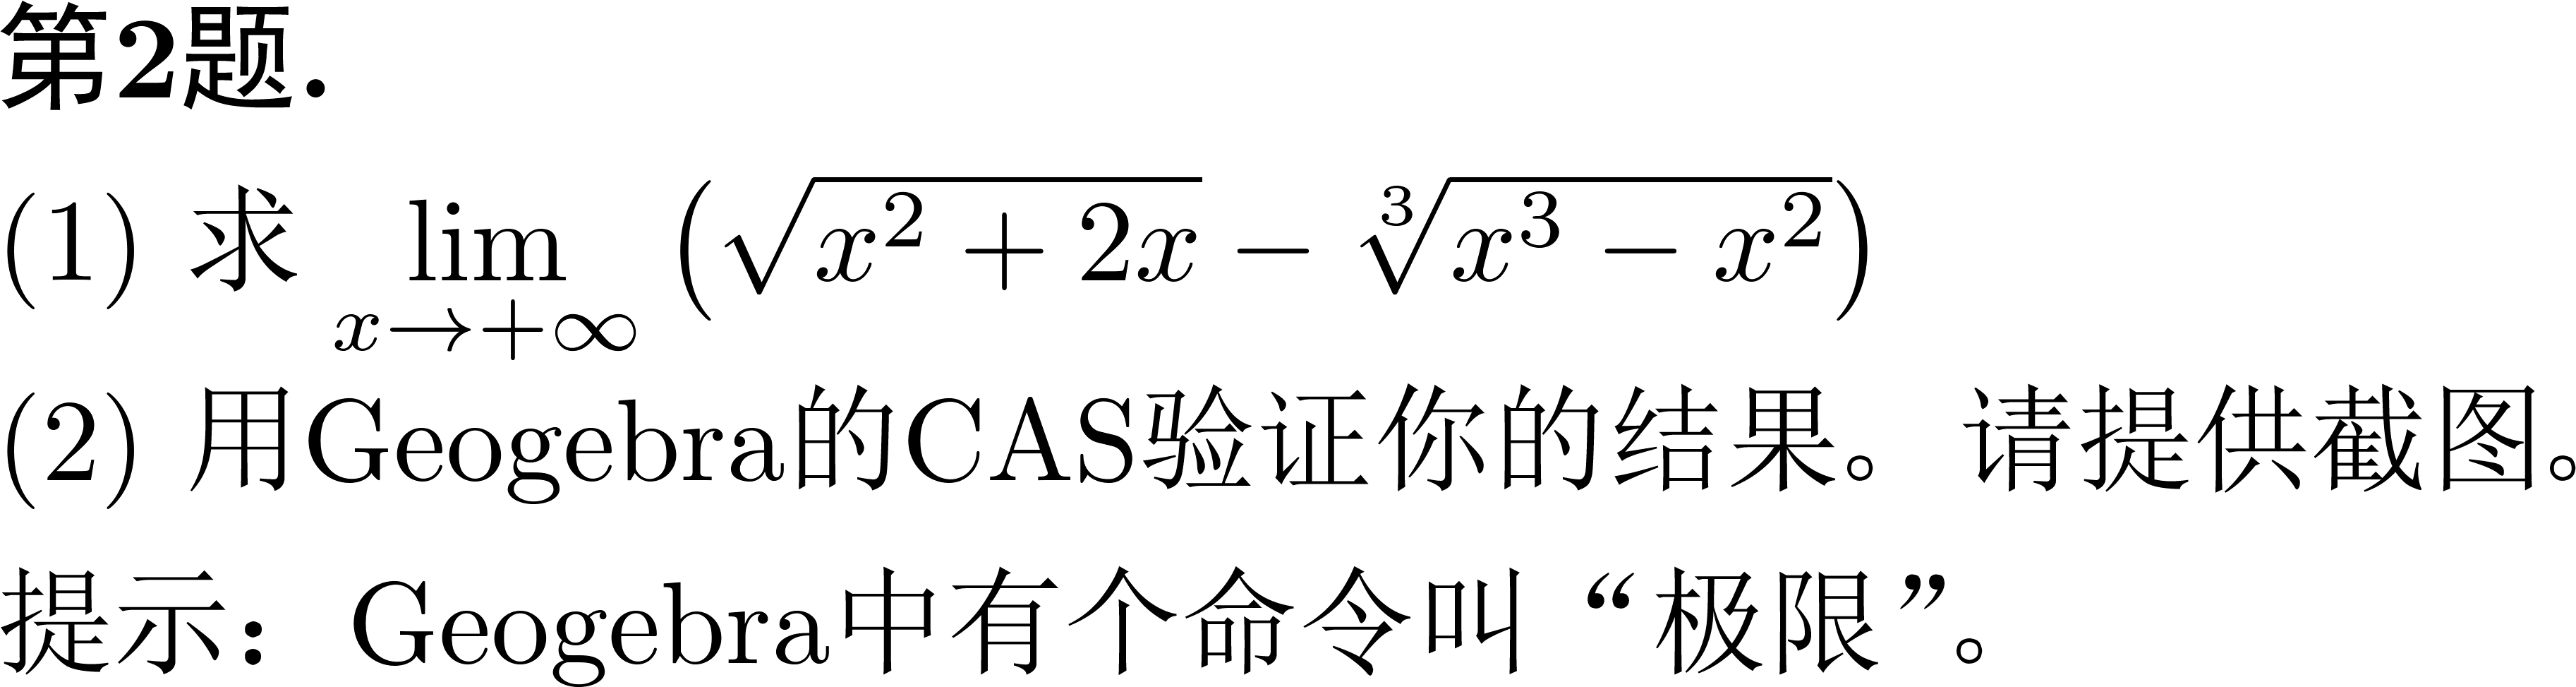 第2题.
(1) 求 $\lim_{x \to +\infty} (\sqrt{x^2 + 2x} - \sqrt[3]{x^3 - x^2})$
(2) 用Geogebra的CAS验证你的结果。请提供截图。
提示：Geogebra中有个命令叫“极限”。